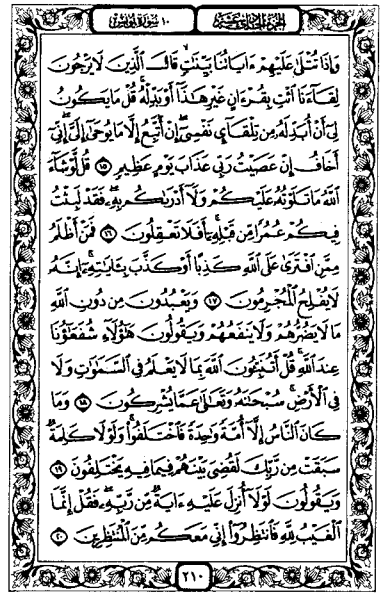 الجزء الحادي عشر
١٠ سورة يونس
وَإِذَا تُتْلَىٰ عَلَيْهِمْ ءَايَاتُنَا بَيِّنَٰتٍ قَالَ ٱلَّذِينَ لَا يَرْجُونَ
لِقَآءَنَا ٱئْتِ بِقُرْءَانٍ غَيْرِ هَٰذَآ أَوْ بَدِّلْهُ ۚ قُلْ مَا يَكُونُ
لِىٓ أَنْ أُبَدِّلَهُۥ مِن تِلْقَآئِ نَفْسِىٓ ۖ إِنْ أَتَّبِعُ إِلَّا مَا يُوحَىٰٓ إِلَىَّ ۖ إِنِّىٓ
أَخَافُ إِنْ عَصَيْتُ رَبِّى عَذَابَ يَوْمٍ عَظِيمٍ ١٥ قُل لَّوْ شَآءَ
ٱللَّهُ مَا تَلَوْتُهُۥ عَلَيْكُمْ وَلَآ أَدْرَىٰكُم بِهِۦ ۖ فَقَدْ لَبِثْتُ
فِيكُمْ عُمُرًا مِّن قَبْلِهِۦٓ ۚ أَفَلَا تَعْقِلُونَ ١٦ فَمَنْ أَظْلَمُ
مِمَّنِ ٱفْتَرَىٰ عَلَى ٱللَّهِ كَذِبًا أَوْ كَذَّبَ بِـَٔايَٰتِهِۦٓ ۚ إِنَّهُۥ
لَا يُفْلِحُ ٱلْمُجْرِمُونَ ١٧ وَيَعْبُدُونَ مِن دُونِ ٱللَّهِ
مَا لَا يَضُرُّهُمْ وَلَا يَنفَعُهُمْ وَيَقُولُونَ هَٰٓؤُلَآءِ شُفَعَٰٓؤُنَا
عِندَ ٱللَّهِ ۚ قُلْ أَتُنَبِّـُٔونَ ٱللَّهَ بِمَا لَا يَعْلَمُ فِى ٱلسَّمَٰوَٰتِ وَلَا
فِى ٱلْأَرْضِ ۚ سُبْحَٰنَهُۥ وَتَعَٰلَىٰ عَمَّا يُشْرِكُونَ ١٨ وَمَا
كَانَ ٱلنَّاسُ إِلَّآ أُمَّةً وَٰحِدَةً فَٱخْتَلَفُوا۟ ۚ وَلَوْلَا كَلِمَةٌ
سَبَقَتْ مِن رَّبِّكَ لَقُضِىَ بَيْنَهُمْ فِيمَا فِيهِ يَخْتَلِفُونَ ١٩
وَيَقُولُونَ لَوْلَآ أُنزِلَ عَلَيْهِ ءَايَةٌ مِّن رَّبِّهِۦ ۖ فَقُلْ إِنَّمَا
ٱلْغَيْبُ لِلَّهِ فَٱنتَظِرُوٓا۟ إِنِّى مَعَكُم مِّنَ ٱلْمُنتَظِرِينَ ٢٠
٢١٠